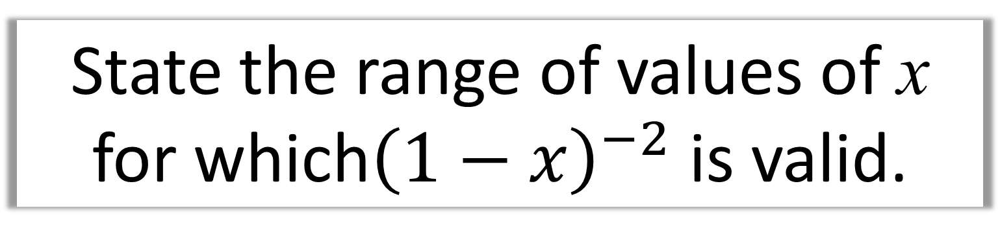 State the range of values of x
for which(1 − x)⁻² is valid.